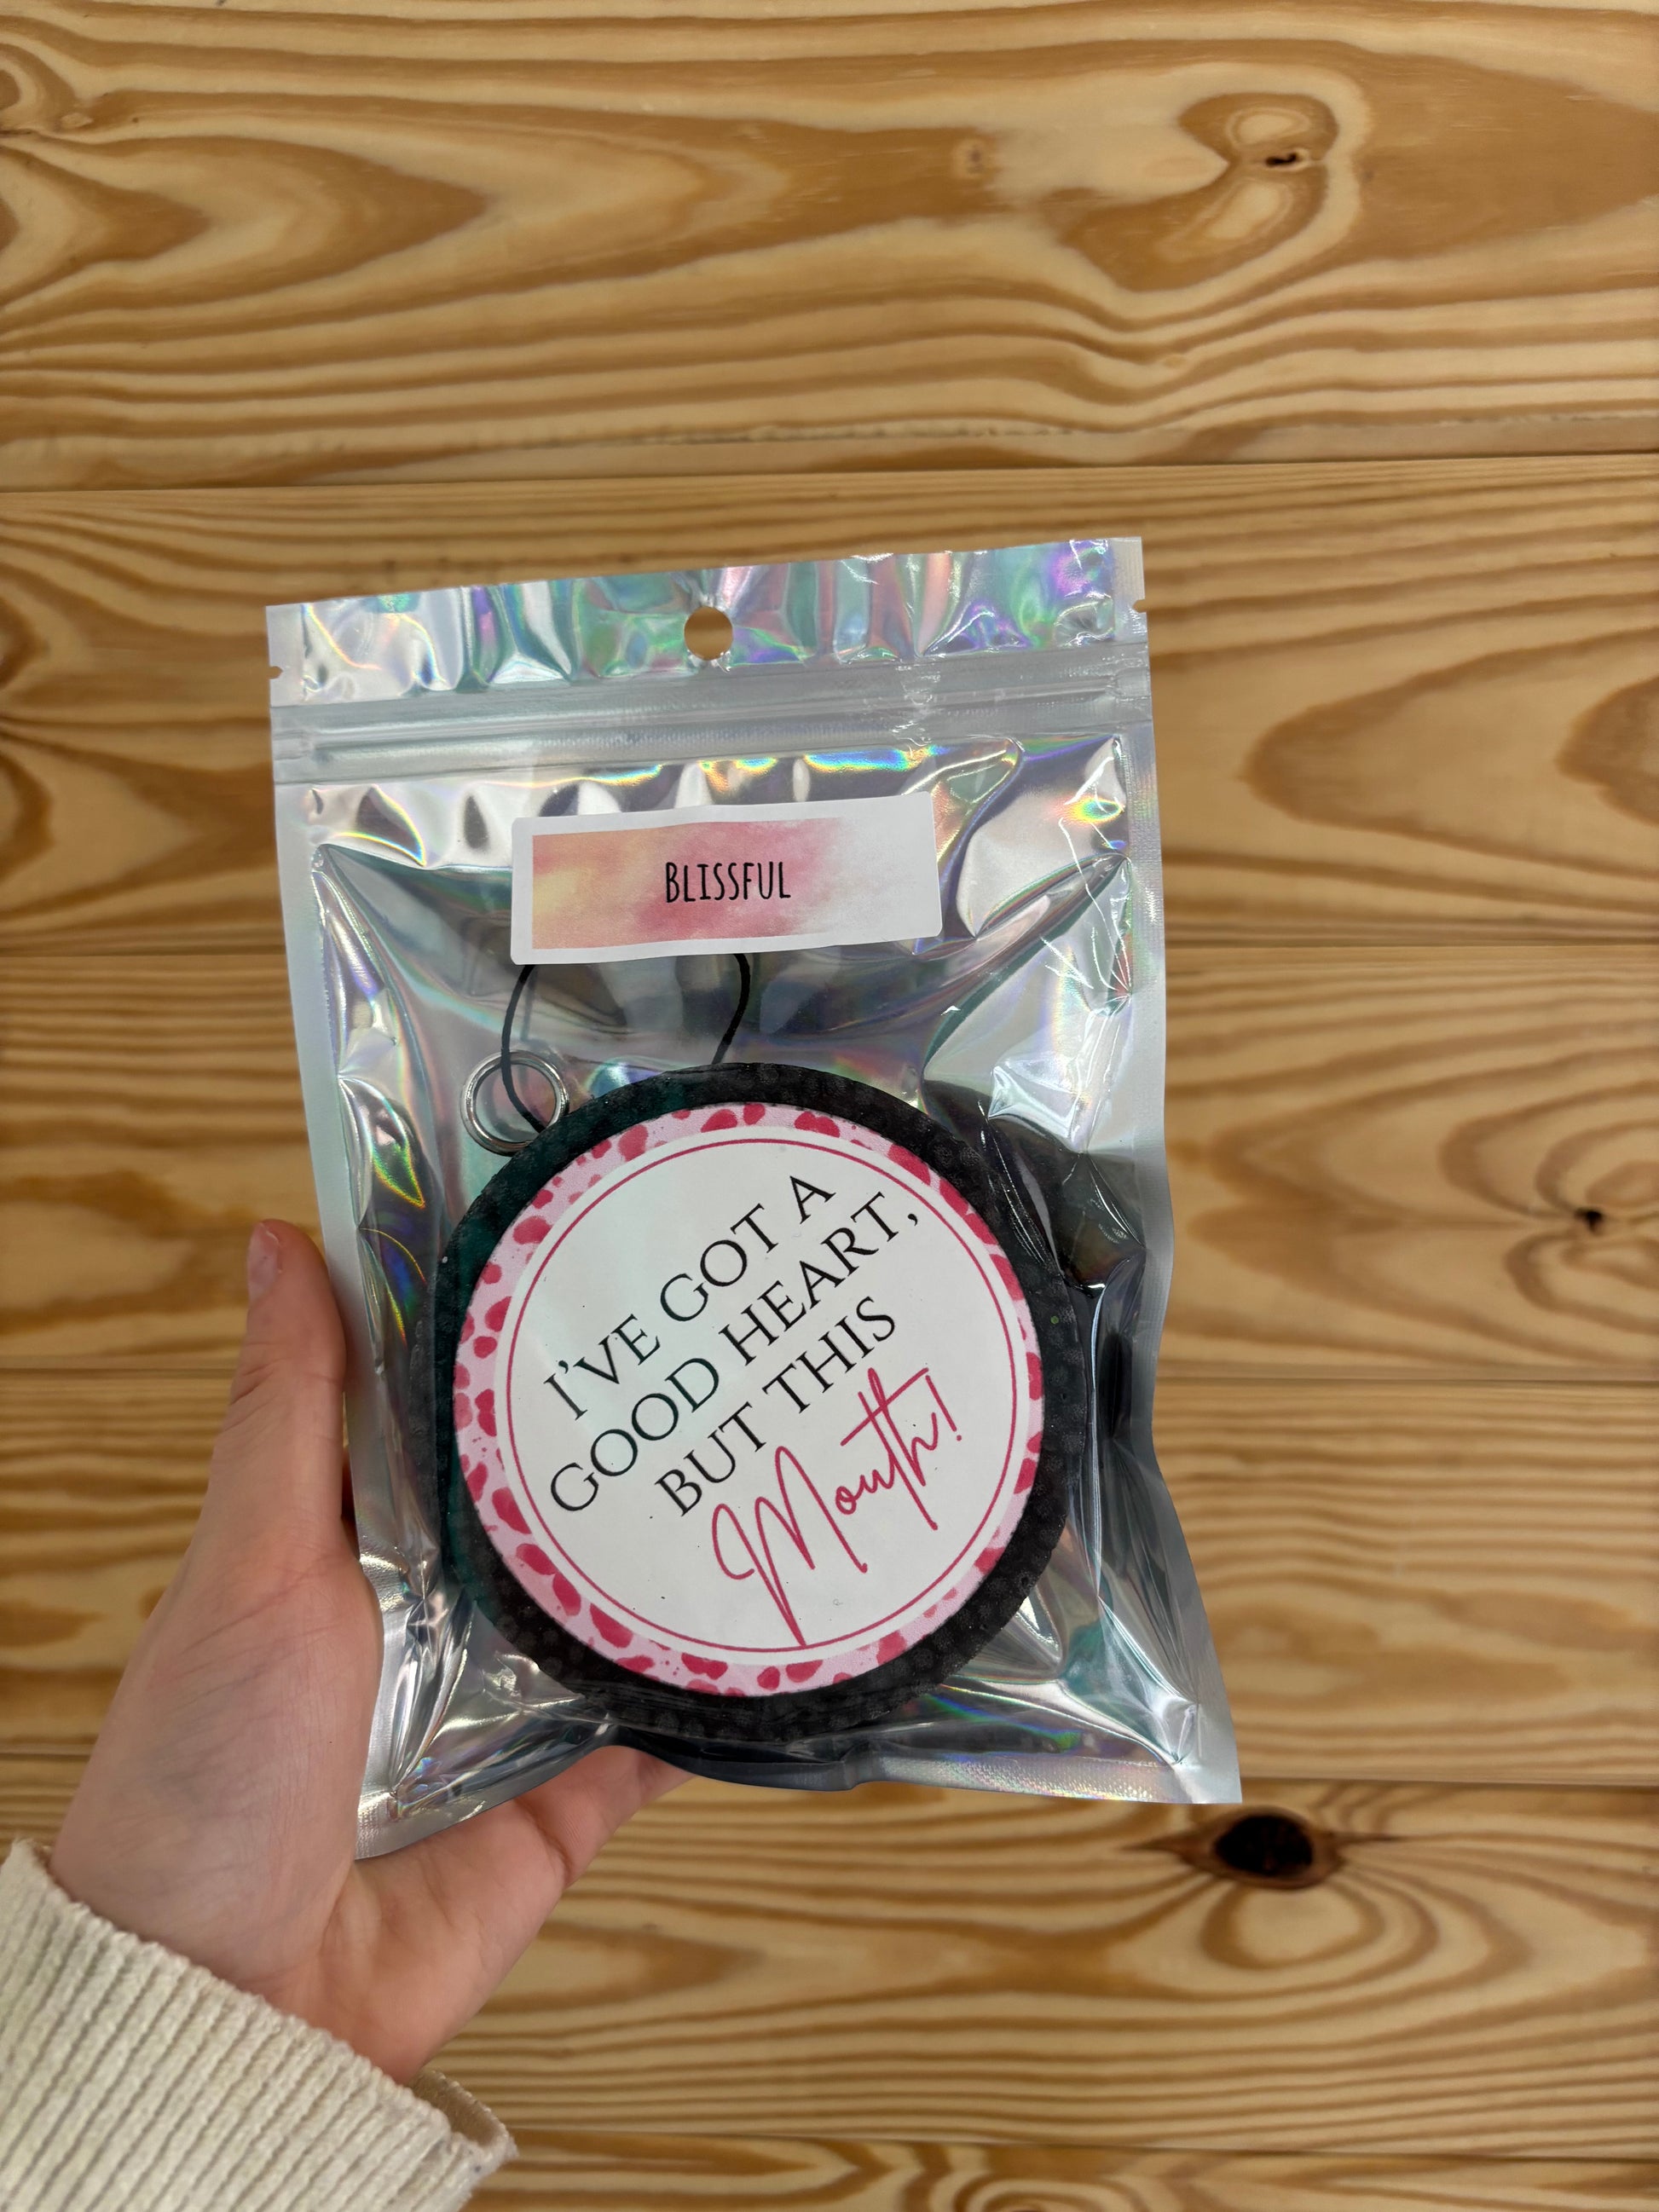 BLISSFUL
I'VE GOT A
GOOD HEART,
BUT THIS
Mouth!